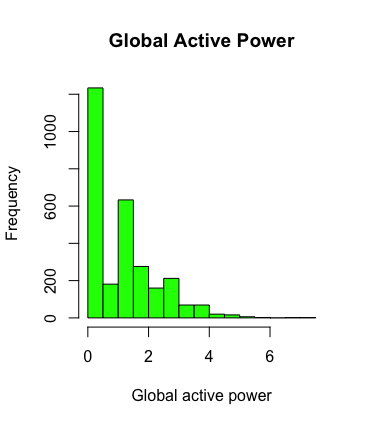 Global Active Power
Frequency
1000
600
200
0
0 2 4 6
Global active power